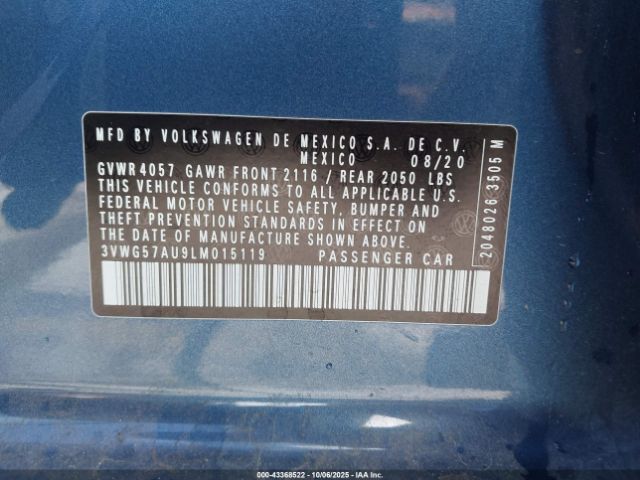 MFD BY VOLKSWAGEN DE MEXICO S.A. DE C.V.
MEXICO 08/20
GVWR 4057 GAWR FRONT 2116 / REAR 2050 LBS
THIS VEHICLE CONFORMS TO ALL APPLICABLE U.S.
FEDERAL MOTOR VEHICLE SAFETY, BUMPER AND
THEFT PREVENTION STANDARDS IN EFFECT ON
THE DATE OF MANUFACTURE SHOWN ABOVE.
3VWG57AU9LM015119 PASSENGER CAR
2048026 3505 M
00-43368522 - 10/06/2025 - IAA Inc.